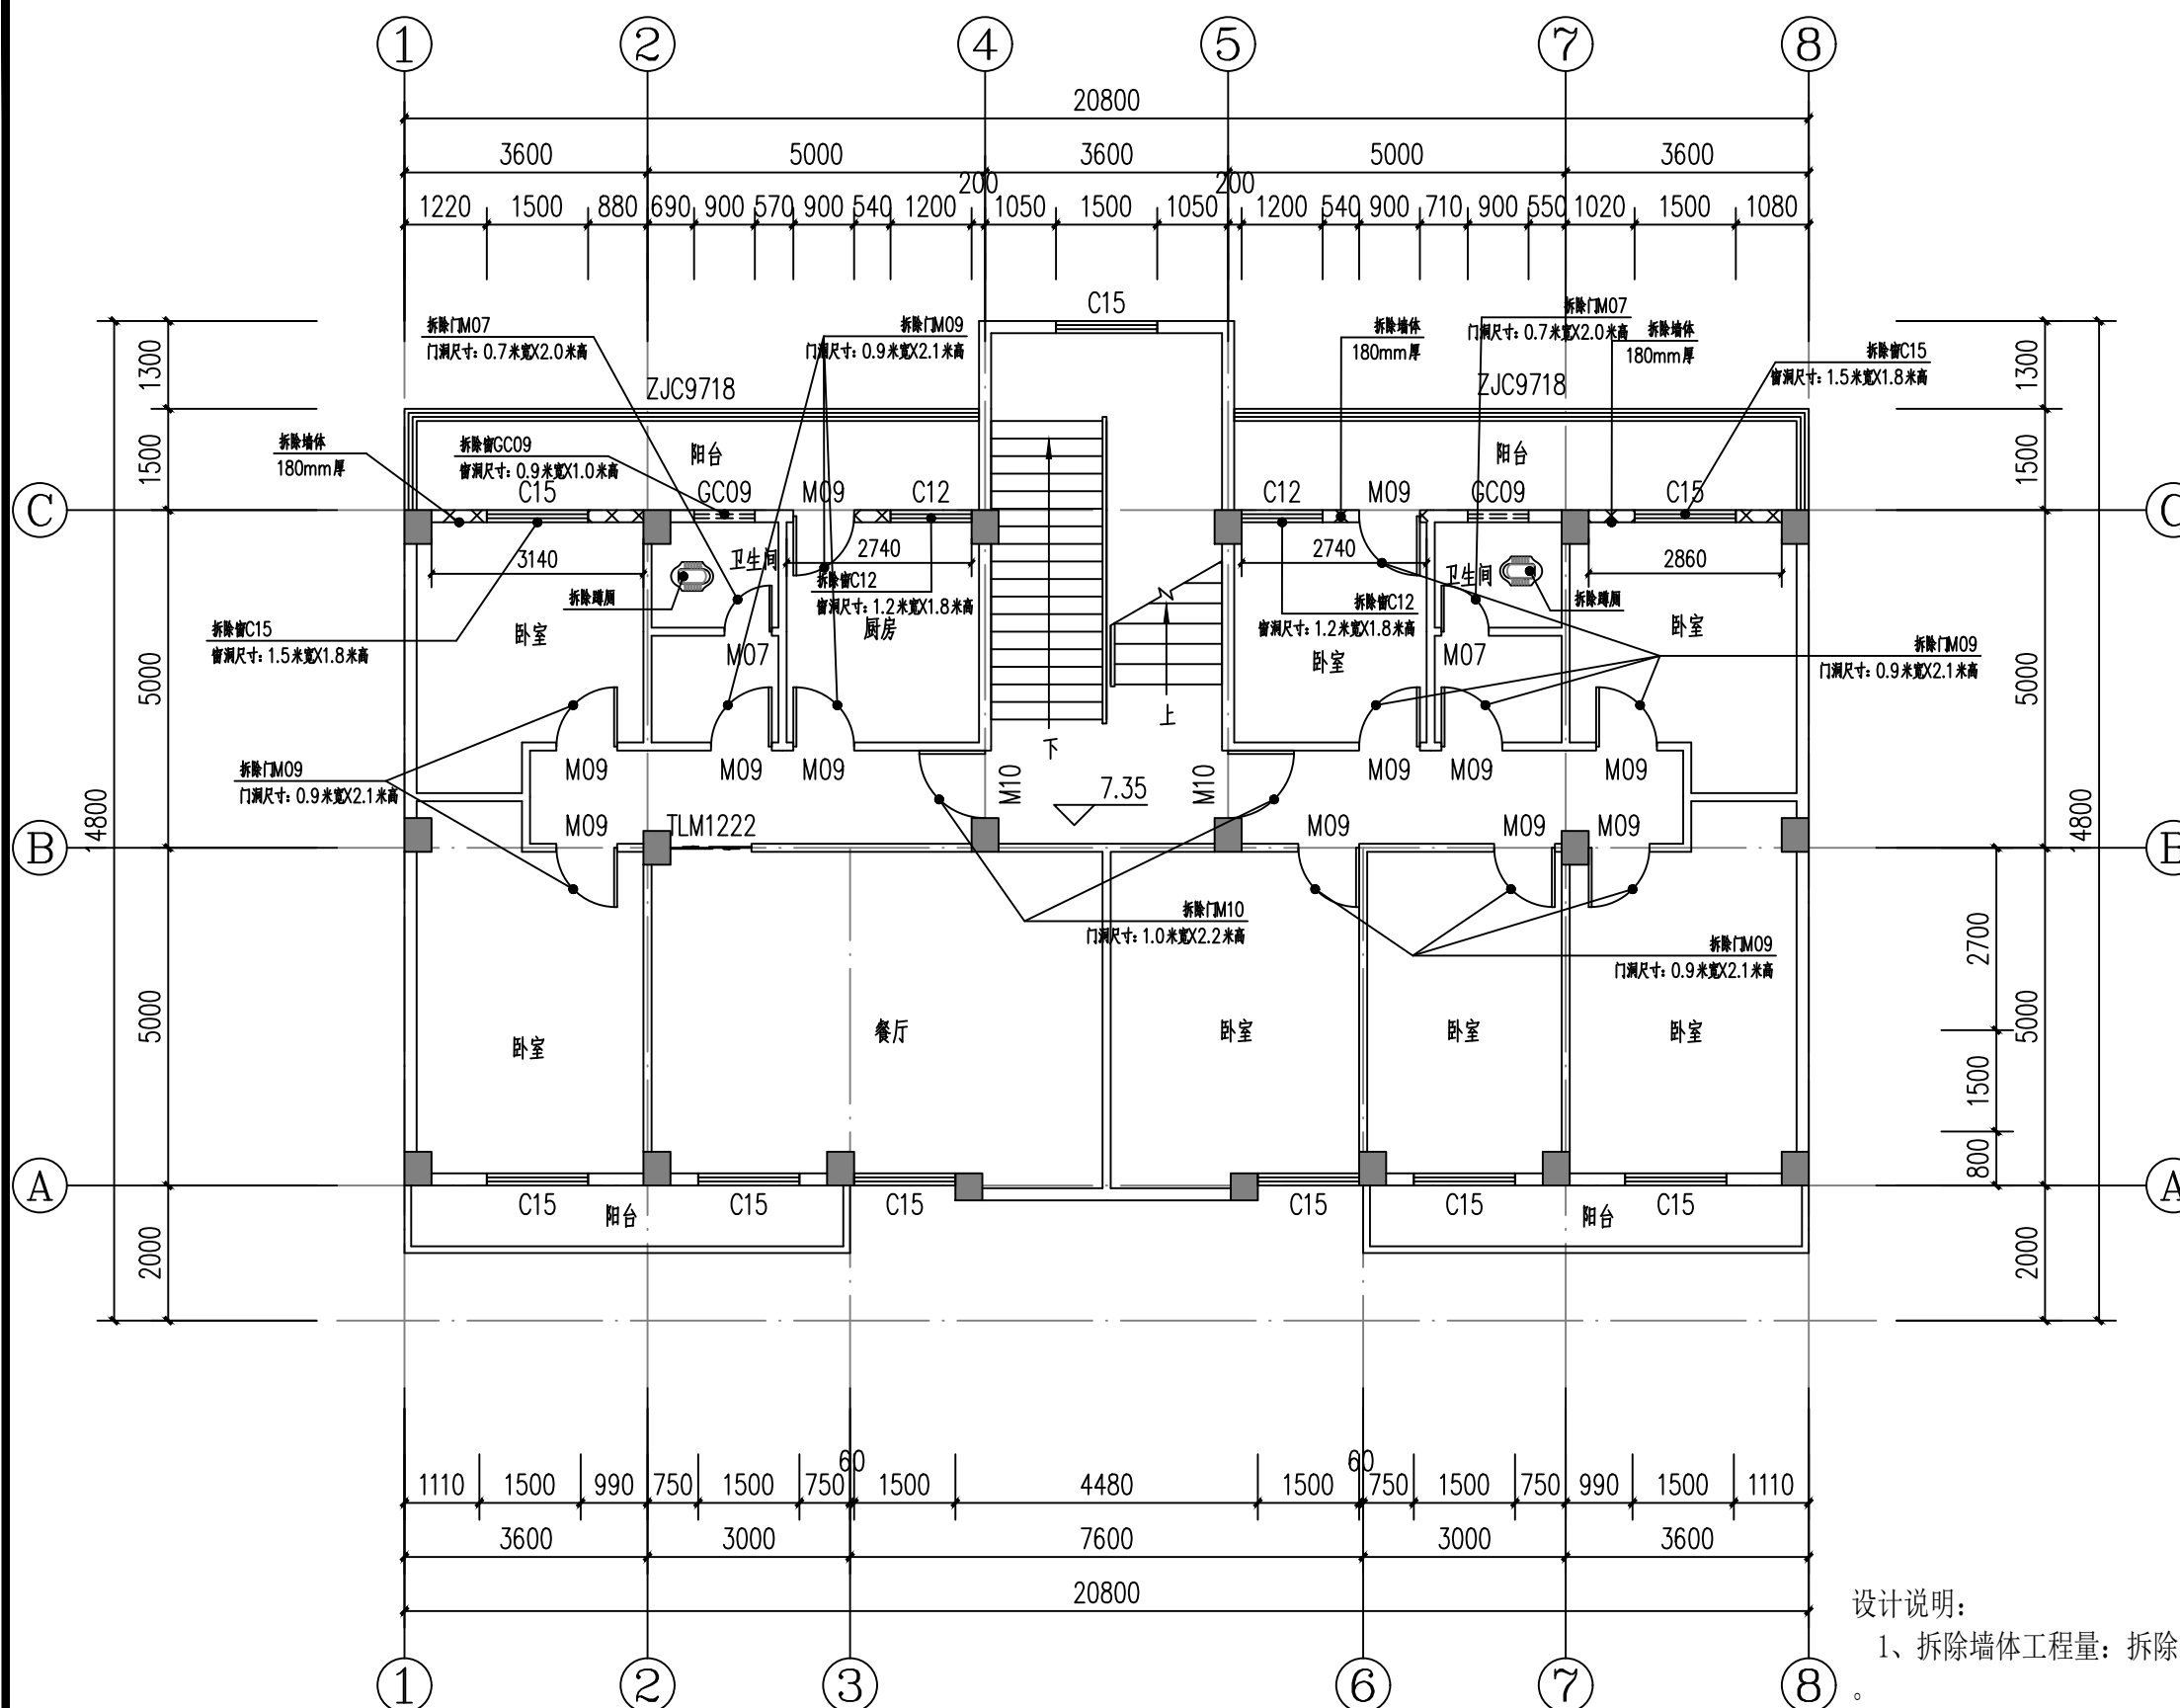 1 2 4 5 7 8
20800
3600 5000 3600 5000 3600
200 200
1220 1500 880 690 900 570 900 540 1200 1050 1500 1050 1200 540 900 710 900 550 1020 1500 1080
C15
拆除门M07
门洞尺寸：0.7米宽X2.0米高
拆除门M09
门洞尺寸：0.9米宽X2.1米高
拆除墙体
180mm厚
拆除门M07
门洞尺寸：0.7米宽X2.0米高
拆除墙体
180mm厚
拆除窗C15
窗洞尺寸：1.5米宽X1.8米高
1300
1300
ZJC9718
ZJC9718
拆除墙体
180mm厚
拆除窗GC09
窗洞尺寸：0.9米宽X1.0米高
阳台
阳台
1500
1500
C C15 GC09 M09 C12 C12 M09 GC09 C15 C
3140 卫生间 2740 2740 卫生间 2860
拆除蹲厕
拆除窗C12
窗洞尺寸：1.2米宽X1.8米高
厨房
拆除窗C12
窗洞尺寸：1.2米宽X1.8米高
拆除蹲厕
拆除窗C15
窗洞尺寸：1.5米宽X1.8米高
卧室
卧室
卧室
M07
M07
拆除门M09
门洞尺寸：0.9米宽X2.1米高
5000
5000
下 上
拆除门M09
门洞尺寸：0.9米宽X2.1米高
M09 M09 M09 M10 7.35 M10 M09 M09 M09
14800
14800
B M09 TLM1222 M09 M09 M09 B
拆除门M10
门洞尺寸：1.0米宽X2.2米高
拆除门M09
门洞尺寸：0.9米宽X2.1米高
2700
5000 卧室 餐厅 卧室 卧室 卧室 5000
1500
800
A A
C15 C15 C15 C15 C15 C15
阳台 阳台
2000
2000
60 60
1110 1500 990 750 1500 750 1500 4480 1500 750 1500 750 990 1500 1110
3600 3000 7600 3000 3600
20800
设计说明：
1、拆除墙体工程量：拆除
。
1 2 3 6 7 8